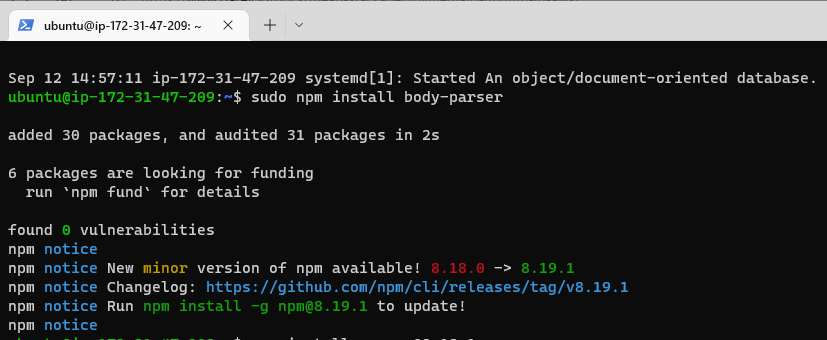 ubuntu@ip-172-31-47-209: ~
Sep 12 14:57:11 ip-172-31-47-209 systemd[1]: Started An object/document-oriented database.
ubuntu@ip-172-31-47-209:~$ sudo npm install body-parser
added 30 packages, and audited 31 packages in 2s
6 packages are looking for funding
  run `npm fund` for details
found 0 vulnerabilities
npm notice
npm notice New minor version of npm available! 8.18.0 -> 8.19.1
npm notice Changelog: https://github.com/npm/cli/releases/tag/v8.19.1
npm notice Run npm install -g npm@8.19.1 to update!
npm notice